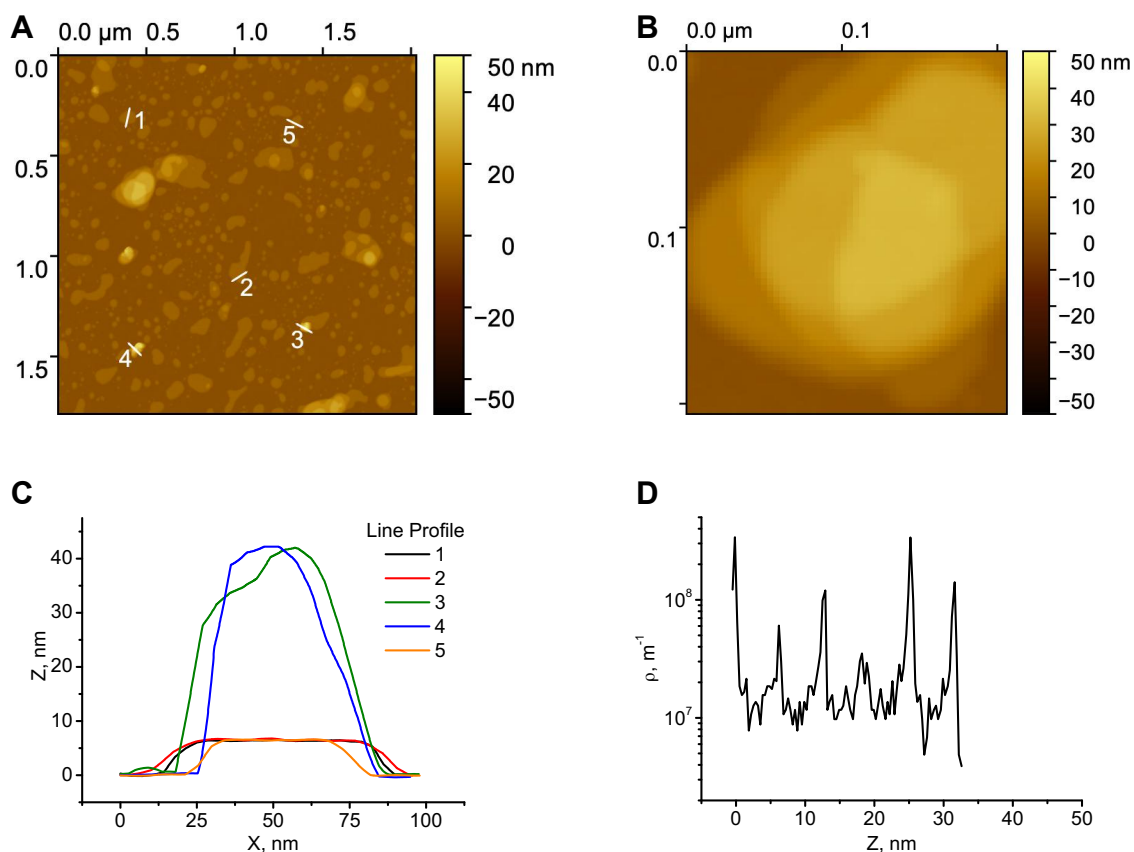 A
0.0 µm 0.5 1.0 1.5
0.0
0.5
1.0
1.5
1
5
2
3
4
50 nm
40
20
0
−20
−50
B
0.0 µm 0.1
0.0
0.1
50 nm
40
30
20
10
0
−10
−20
−30
−50
C
Line Profile
1
2
3
4
5
Z, nm
40
30
20
10
0
0 25 50 75 100
X, nm
D
ρ, m⁻¹
10⁸
10⁷
0 10 20 30 40 50
Z, nm